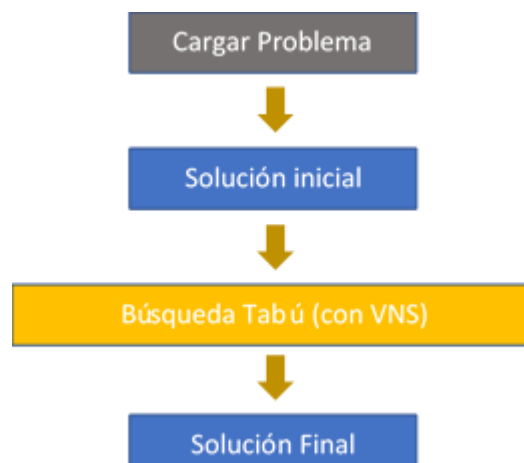 Cargar Problema
Solución inicial
Búsqueda Tabú (con VNS)
Solución Final